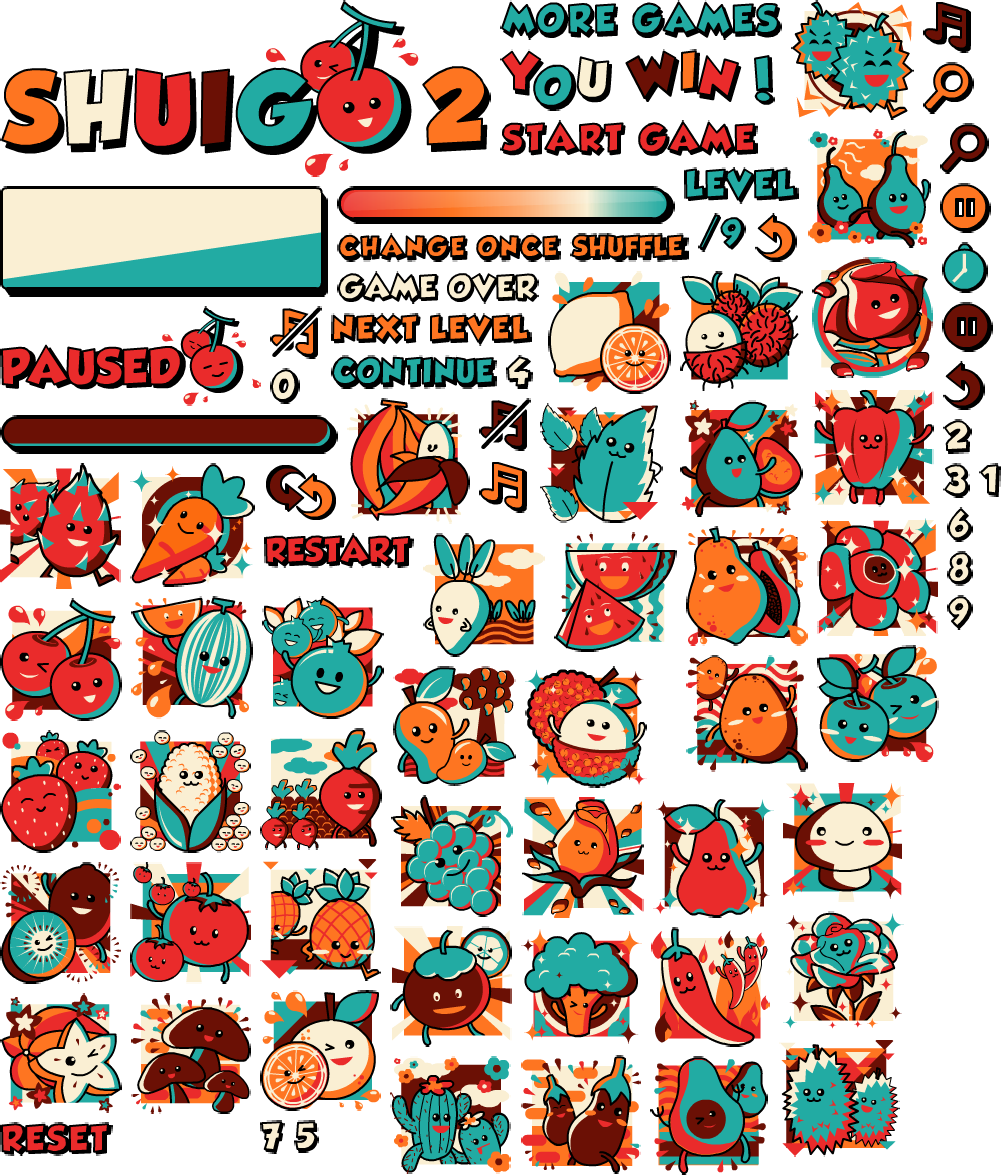 SHUIGO 2
MORE GAMES
YOU WIN !
START GAME
LEVEL
/9
CHANGE ONCE SHUFFLE
GAME OVER
NEXT LEVEL
CONTINUE 4
PAUSED
0
2
3 1
6
8
9
RESTART
RESET
7 5